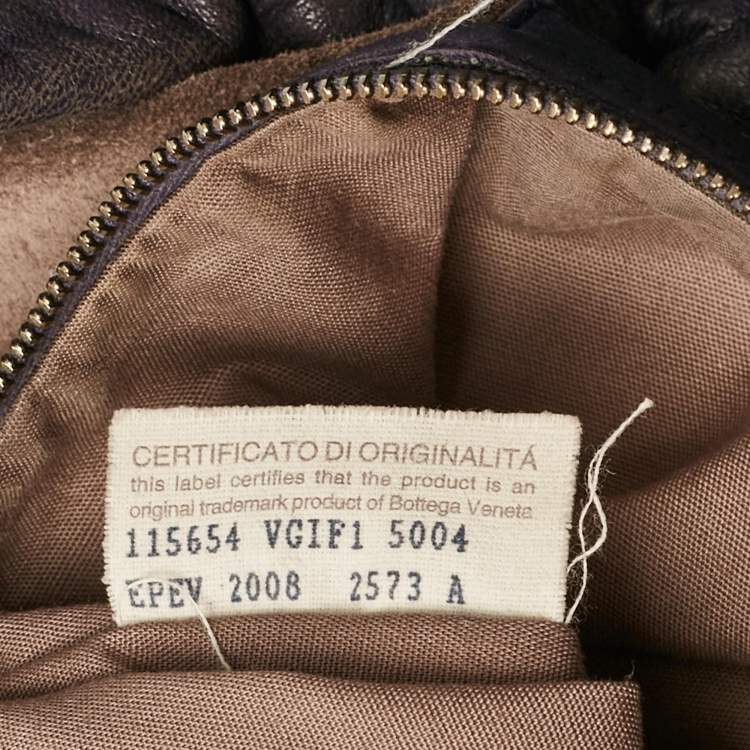 CERTIFICATO DI ORIGINALITÁ
this label certifies that the product is an
original trademark product of Bottega Veneta
115654 VGIF1 5004
EPEV 2008 2573 A